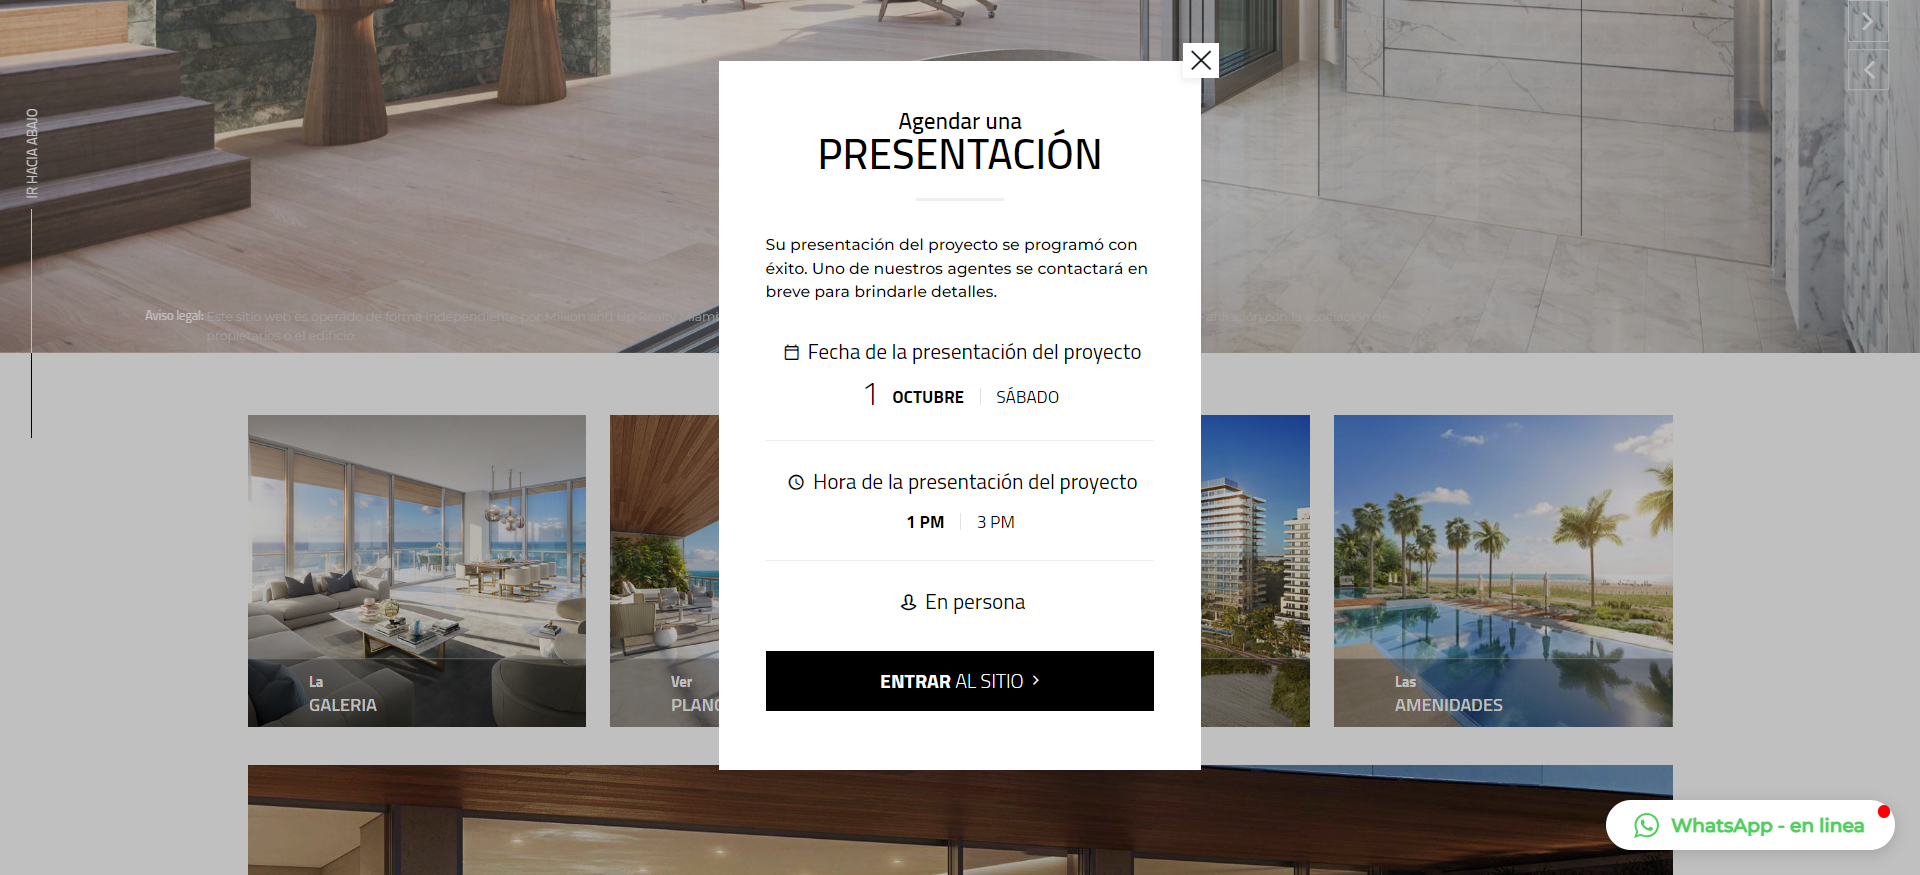 IR HACIA ABAJO
Agendar una
PRESENTACIÓN
Su presentación del proyecto se programó con
éxito. Uno de nuestros agentes se contactará en
breve para brindarle detalles.
Aviso legal: Este sitio web es operado de forma independiente por Million and Up Realty Miami
afiliación con la asociación de
propietarios o el edificio.
Fecha de la presentación del proyecto
1 OCTUBRE SÁBADO
Hora de la presentación del proyecto
1 PM 3 PM
En persona
ENTRAR AL SITIO
La
GALERIA
Ver
Las
AMENIDADES
WhatsApp - en linea